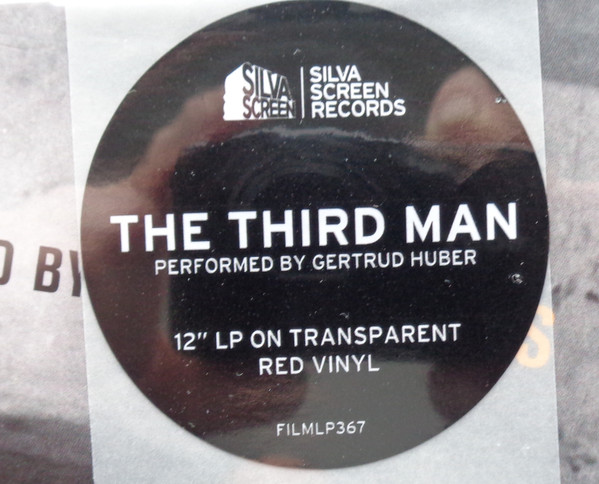 SILVA
SCREEN
SILVA
SCREEN
RECORDS
THE THIRD MAN
PERFORMED BY GERTRUD HUBER
BY
12" LP ON TRANSPARENT
RED VINYL
FILMLP367